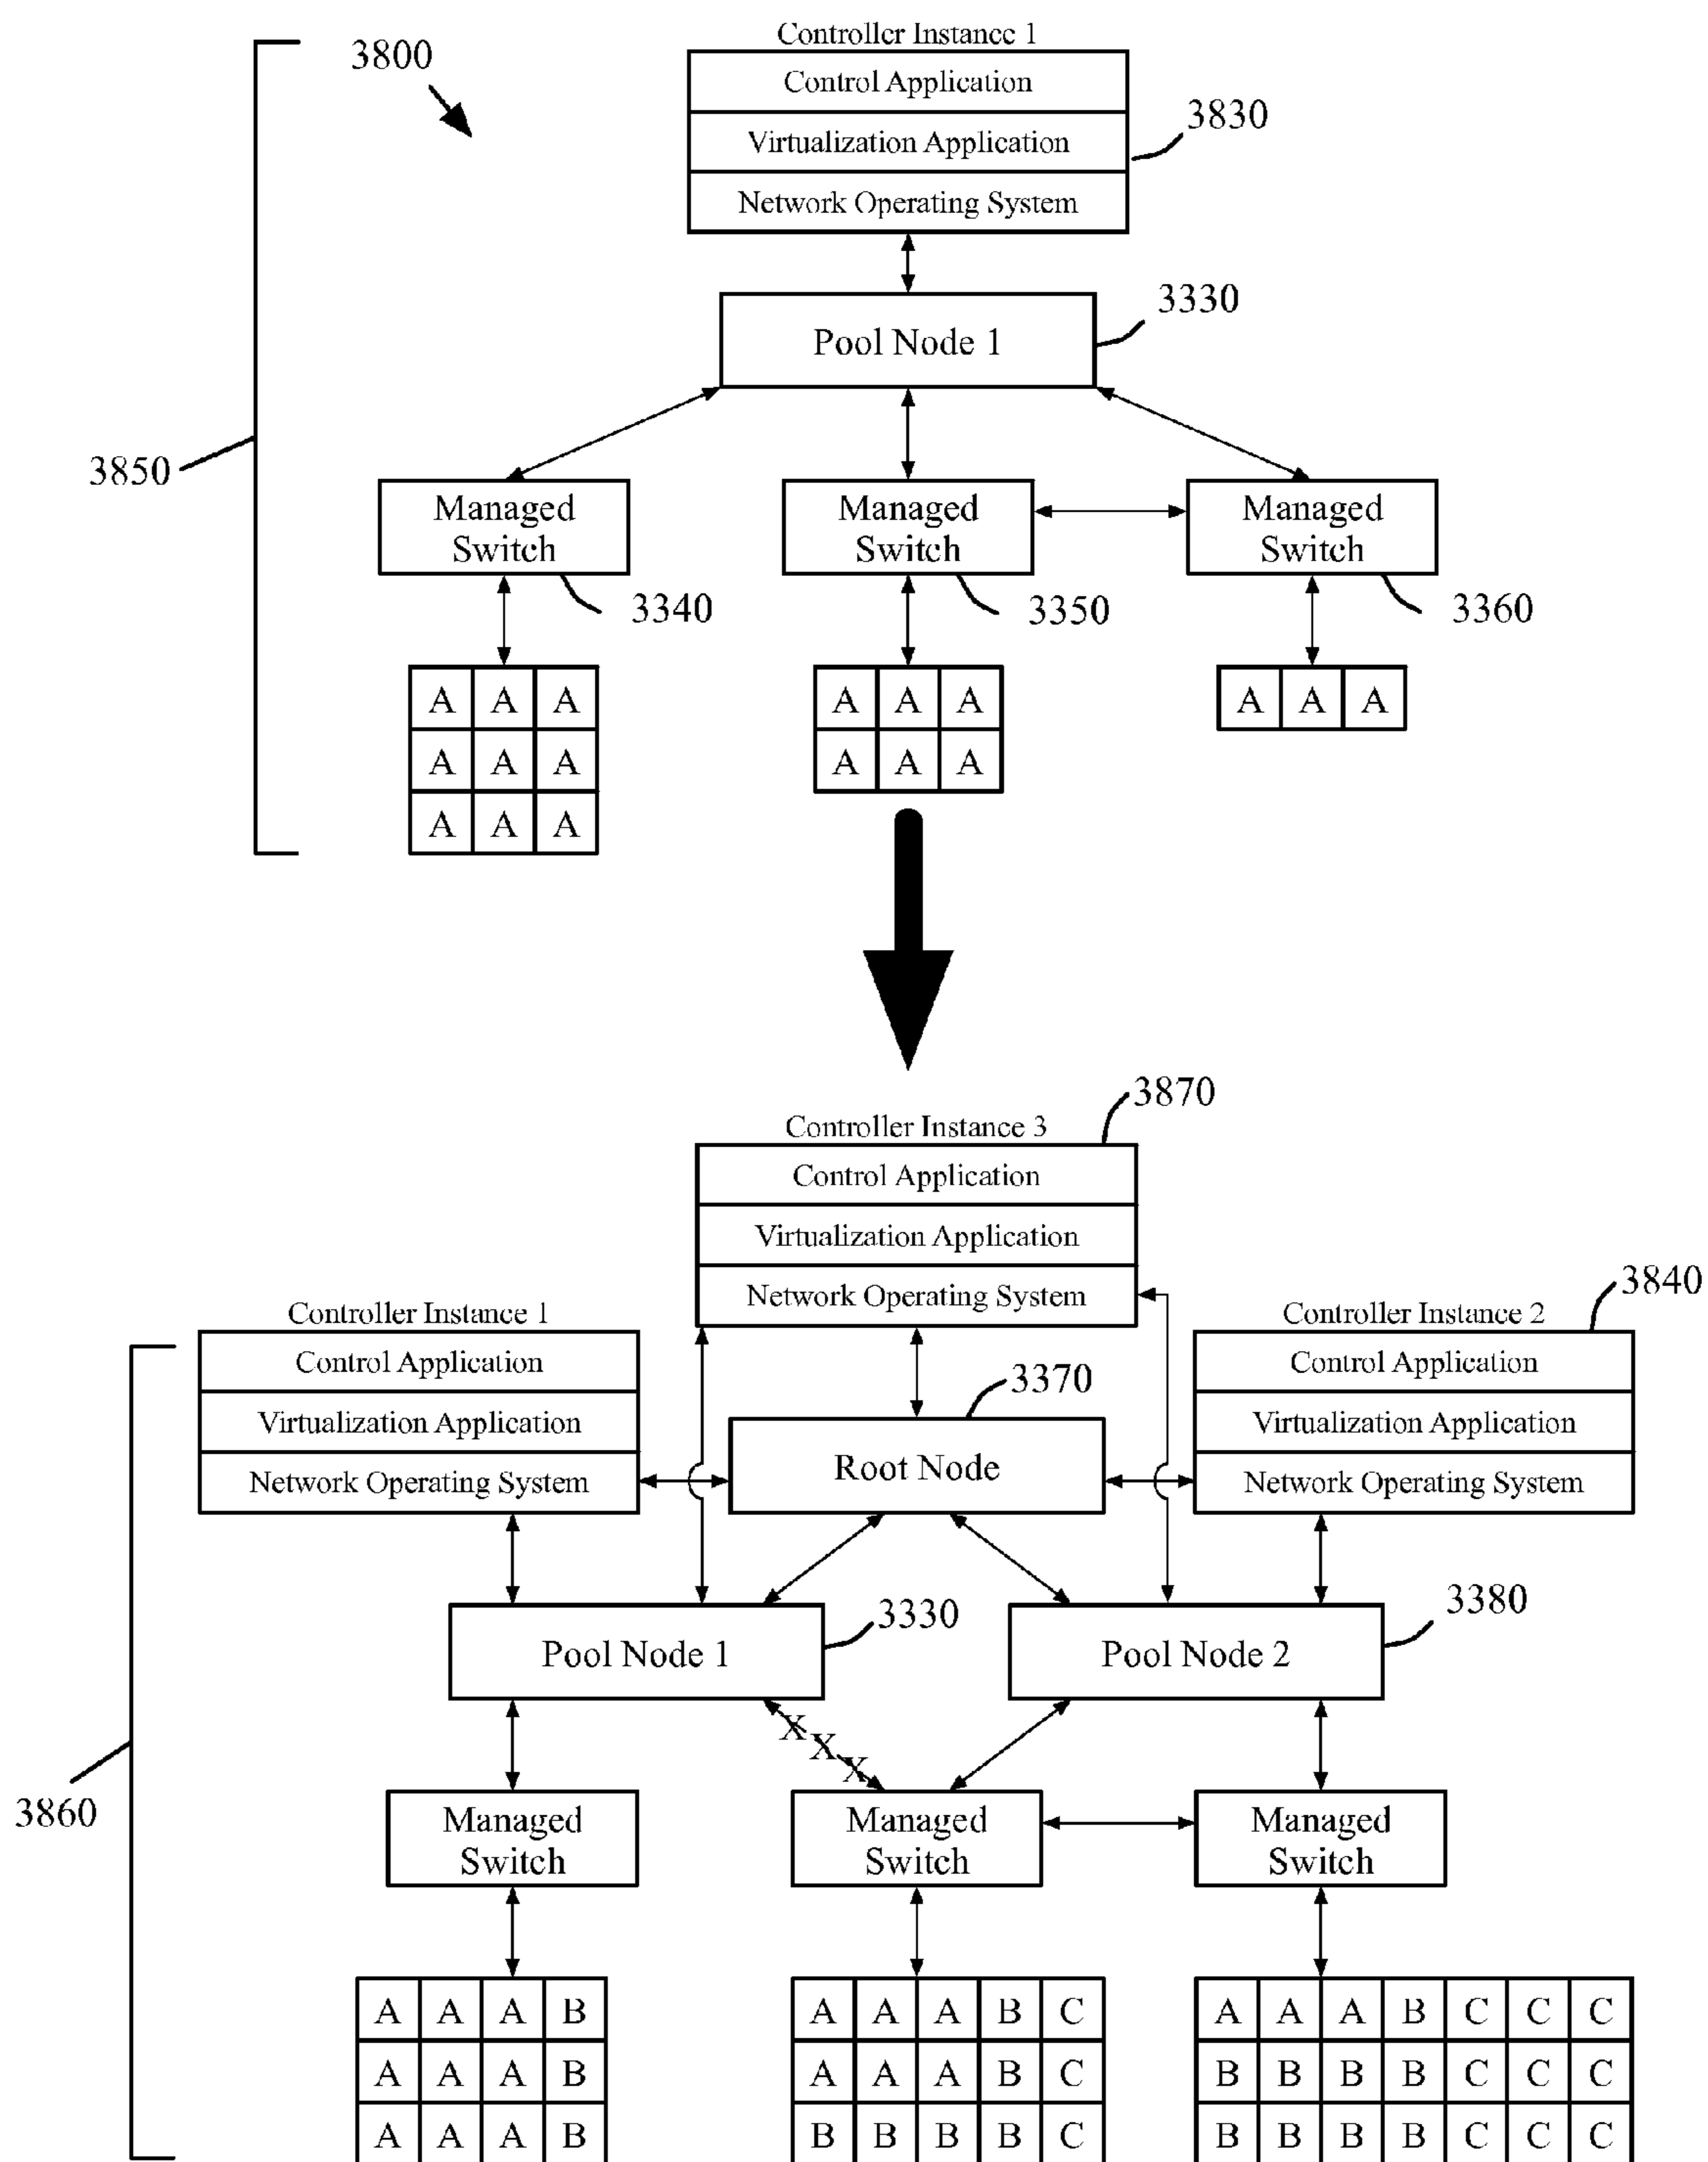 3800
Controller Instance 1
Control Application
3830
Virtualization Application
Network Operating System
3330
Pool Node 1
3850
Managed
Switch
Managed
Switch
Managed
Switch
3340
3350
3360
A A A
A A A
A A A
A A A
A A A
A A A
3870
Controller Instance 3
Control Application
Virtualization Application
Network Operating System
3840
Controller Instance 1
Control Application
Virtualization Application
Network Operating System
3370
Root Node
Controller Instance 2
Control Application
Virtualization Application
Network Operating System
3330
Pool Node 1
3380
Pool Node 2
X
X
X
3860
Managed
Switch
Managed
Switch
Managed
Switch
A A A B
A A A B
A A A B
A A A B C
A A A B C
B B B B C
A A A B C C C
B B B B C C C
B B B B C C C